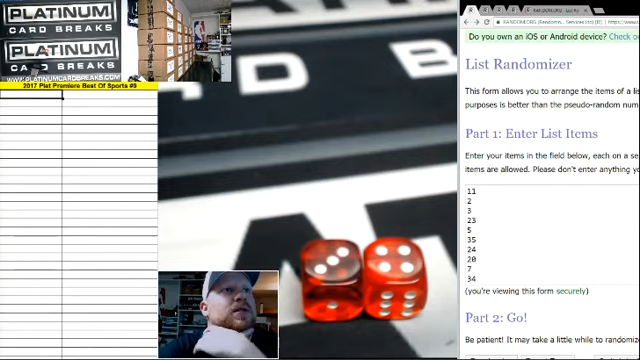 PLATINUM
CARD BREAKS
PLATINUM
CARD BREAKS
WWW.PLATINUMCARDBREAKS.COM
2017 Plat Premiere Best Of Sports #9
Do you own an iOS or Android device? Check ou
List Randomizer
This form allows you to arrange the items of a lis
purposes is better than the pseudo-random num
Part 1: Enter List Items
Enter your items in the field below, each on a se
items are allowed. Please don't enter anything yo
11
2
3
23
5
35
24
20
7
34
(you're viewing this form securely)
Part 2: Go!
Be patient! It may take a little while to randomiz